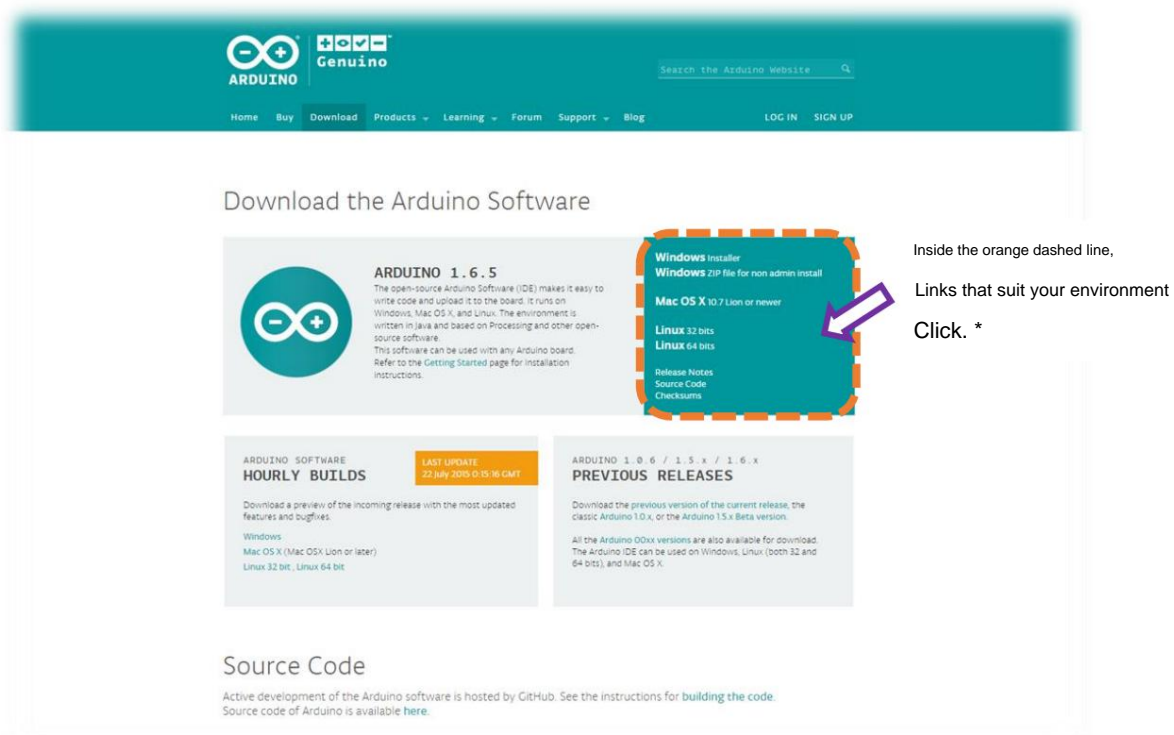 Genuino
ARDUINO
Search the Arduino Website
Home Buy Download Products Learning Forum Support Blog LOG IN SIGN UP
Download the Arduino Software
ARDUINO 1.6.5
The open-source Arduino Software (IDE) makes it easy to
write code and upload it to the board. It runs on
Windows, Mac OS X, and Linux. The environment is
written in Java and based on Processing and other open-
source software.
This software can be used with any Arduino board.
Refer to the Getting Started page for installation
instructions.
Windows Installer
Windows ZIP file for non admin install
Mac OS X 10.7 Lion or newer
Linux 32 bits
Linux 64 bits
Release Notes
Source Code
Checksums
Inside the orange dashed line,
Links that suit your environment
Click. *
ARDUINO SOFTWARE
HOURLY BUILDS
LAST UPDATE
22 July 2015 0:15:16 GMT
Download a preview of the incoming release with the most updated
features and bugfixes.
Windows
Mac OS X (Mac OSX Lion or later)
Linux 32 bit , Linux 64 bit
ARDUINO 1.0.6 / 1.5.x / 1.6.x
PREVIOUS RELEASES
Download the previous version of the current release, the
classic Arduino 1.0.x, or the Arduino 1.5.x Beta version.
All the Arduino 00xx versions are also available for download.
The Arduino IDE can be used on Windows, Linux (both 32 and
64 bits), and Mac OS X.
Source Code
Active development of the Arduino software is hosted by GitHub. See the instructions for building the code.
Source code of Arduino is available here.